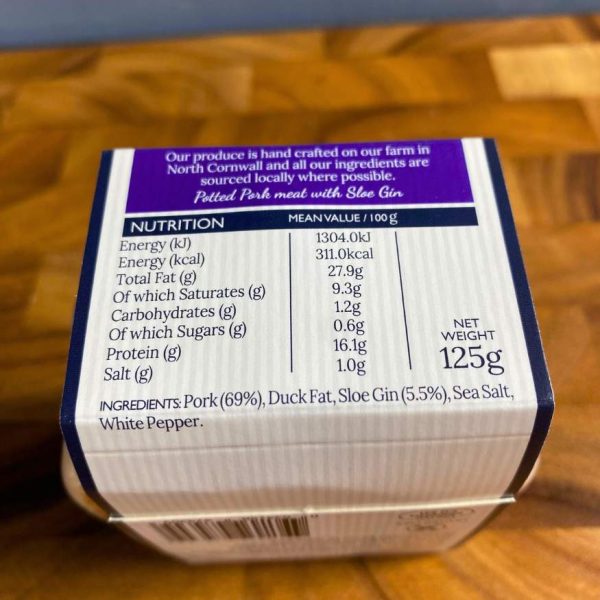 Our produce is hand crafted on our farm in
North Cornwall and all our ingredients are
sourced locally where possible.
Potted Pork meat with Sloe Gin
NUTRITION MEAN VALUE / 100g
Energy (kJ) 1304.0kJ
Energy (kcal) 311.0kcal
Total Fat (g) 27.9g
Of which Saturates (g) 9.3g
Carbohydrates (g) 1.2g
Of which Sugars (g) 0.6g
Protein (g) 16.1g
Salt (g) 1.0g
NET
WEIGHT
125g
INGREDIENTS: Pork (69%), Duck Fat, Sloe Gin (5.5%), Sea Salt,
White Pepper.